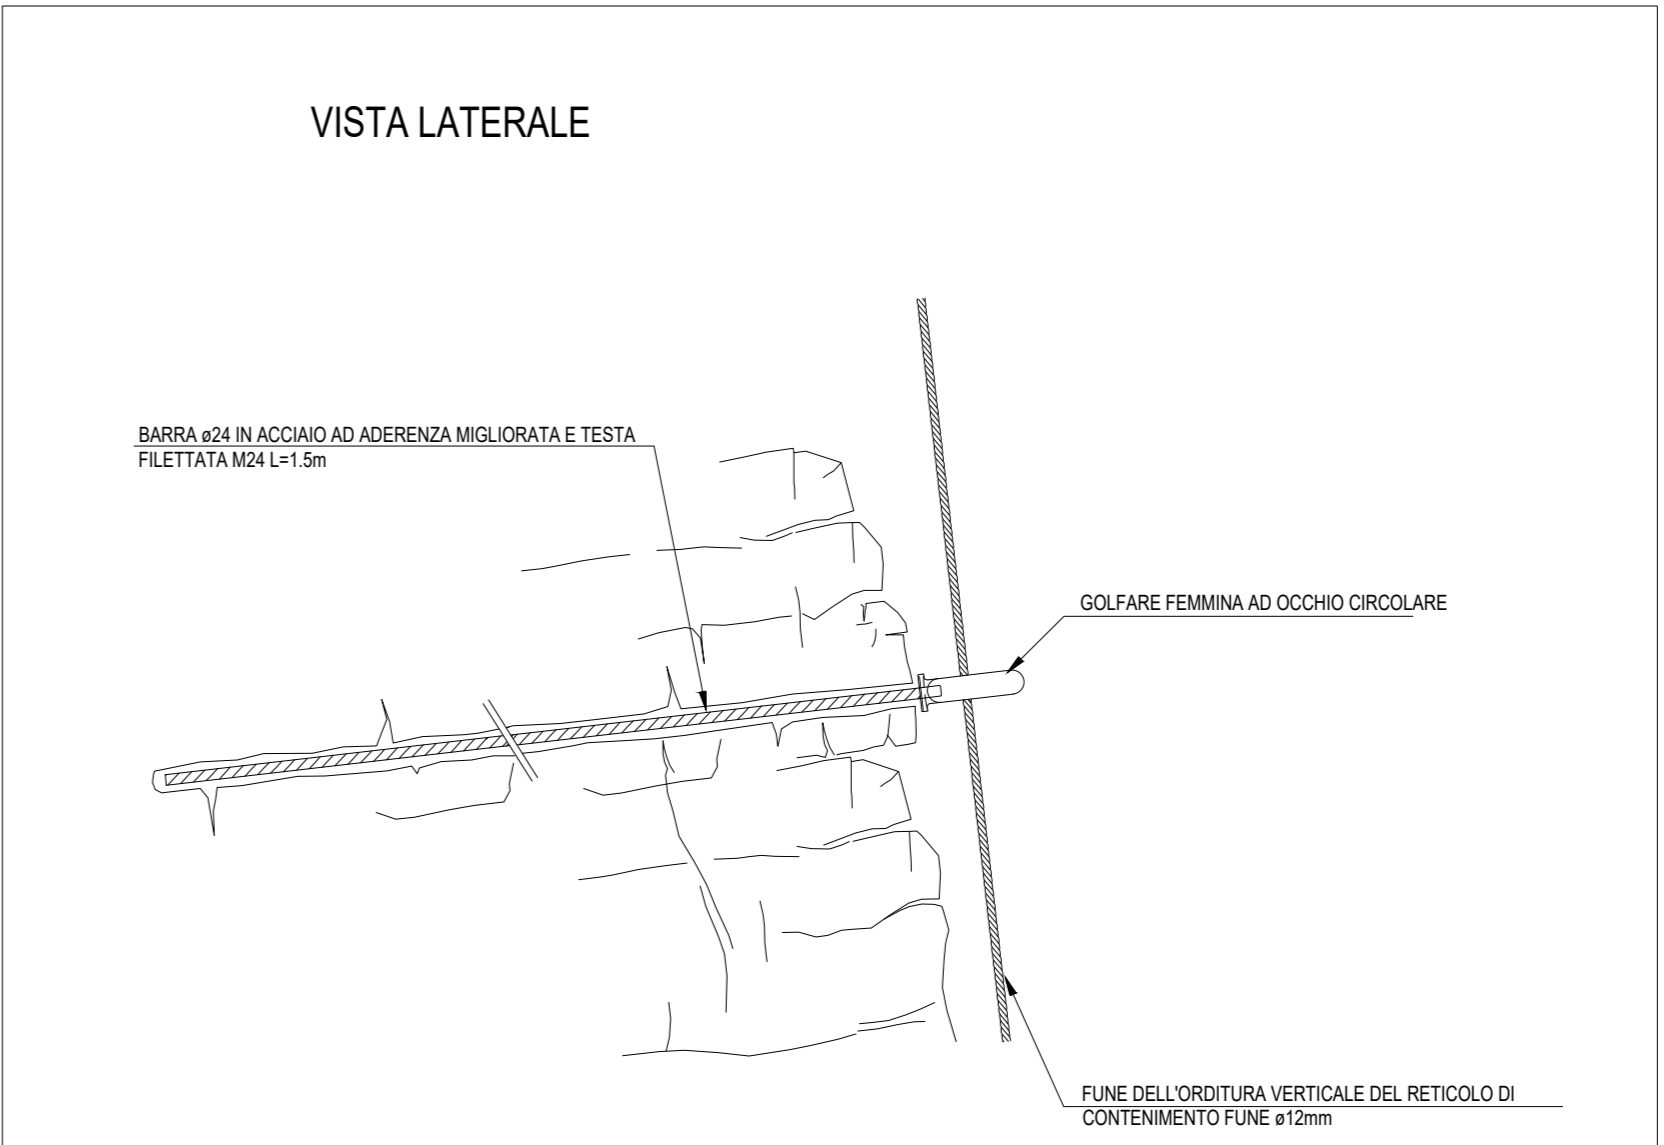 VISTA LATERALE
BARRA ø24 IN ACCIAIO AD ADERENZA MIGLIORATA E TESTA
FILETTATA M24 L=1.5m
GOLFARE FEMMINA AD OCCHIO CIRCOLARE
FUNE DELL'ORDITURA VERTICALE DEL RETICOLO DI
CONTENIMENTO FUNE ø12mm